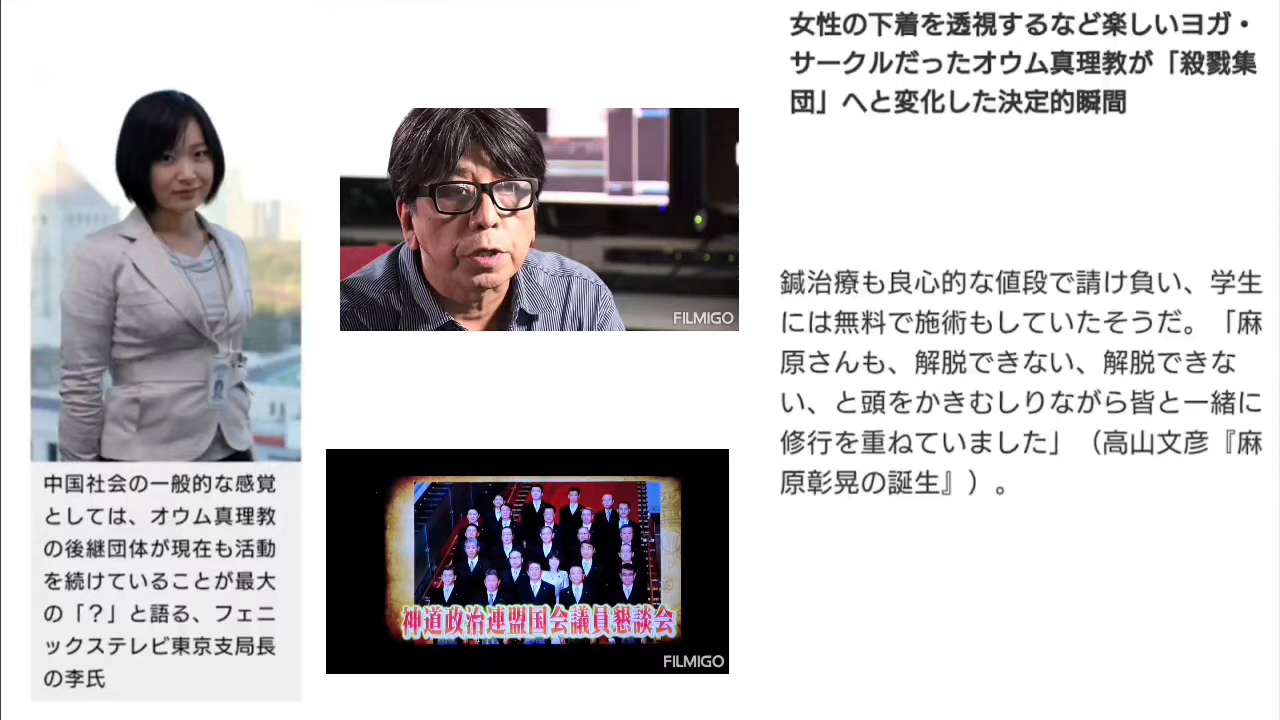 女性の下着を透視するなど楽しいヨガ・
サークルだったオウム真理教が「殺戮集
団」へと変化した決定的瞬間
FILMIGO
鍼治療も良心的な値段で請け負い、学生
には無料で施術もしていたそうだ。「麻
原さんも、解脱できない、解脱できな
い、と頭をかきむしりながら皆と一緒に
修行を重ねていました」（高山文彦『麻
原彰晃の誕生』）。
中国社会の一般的な感覚
としては、オウム真理教
の後継団体が現在も活動
を続けていることが最大
の「？」と語る、フェニ
ックステレビ東京支局長
の李氏
神道政治連盟国会議員懇談会
FILMIGO